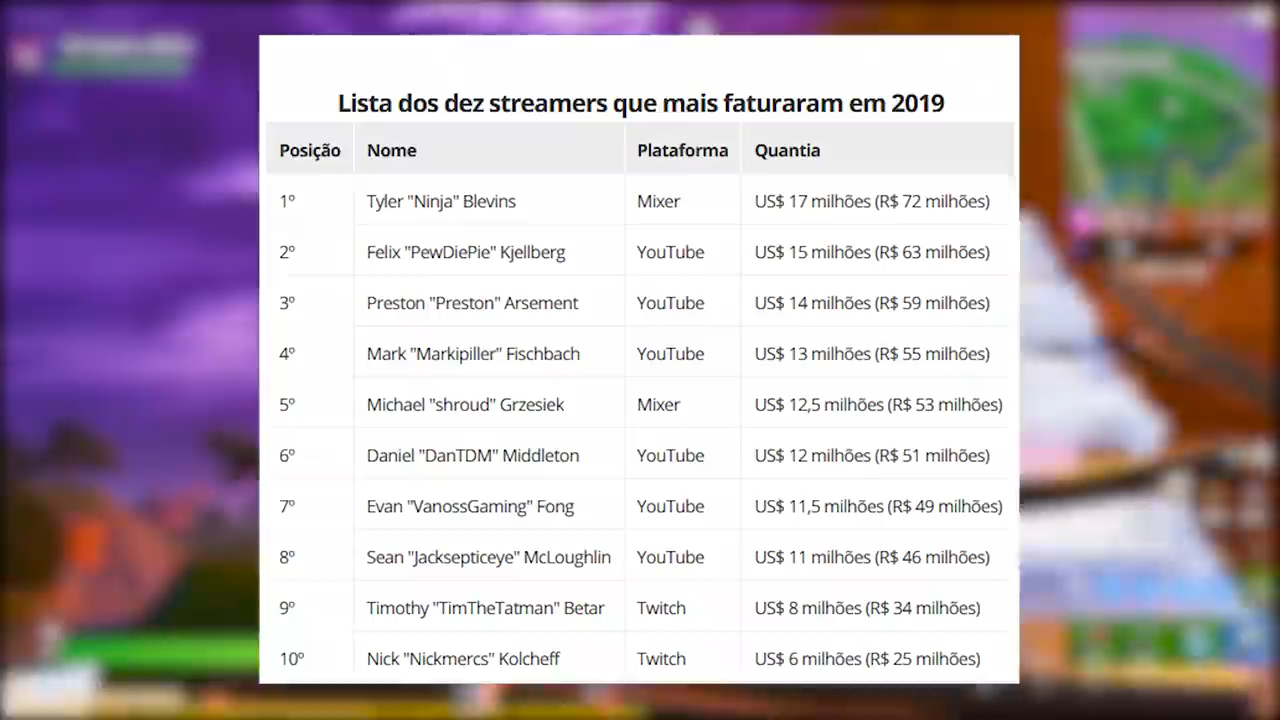 Lista dos dez streamers que mais faturaram em 2019
Posição Nome Plataforma Quantia
1º Tyler "Ninja" Blevins Mixer US$ 17 milhões (R$ 72 milhões)
2º Felix "PewDiePie" Kjellberg YouTube US$ 15 milhões (R$ 63 milhões)
3º Preston "Preston" Arsement YouTube US$ 14 milhões (R$ 59 milhões)
4º Mark "Markipiller" Fischbach YouTube US$ 13 milhões (R$ 55 milhões)
5º Michael "shroud" Grzesiek Mixer US$ 12,5 milhões (R$ 53 milhões)
6º Daniel "DanTDM" Middleton YouTube US$ 12 milhões (R$ 51 milhões)
7º Evan "VanossGaming" Fong YouTube US$ 11,5 milhões (R$ 49 milhões)
8º Sean "Jacksepticeye" McLoughlin YouTube US$ 11 milhões (R$ 46 milhões)
9º Timothy "TimTheTatman" Betar Twitch US$ 8 milhões (R$ 34 milhões)
10º Nick "Nickmercs" Kolcheff Twitch US$ 6 milhões (R$ 25 milhões)